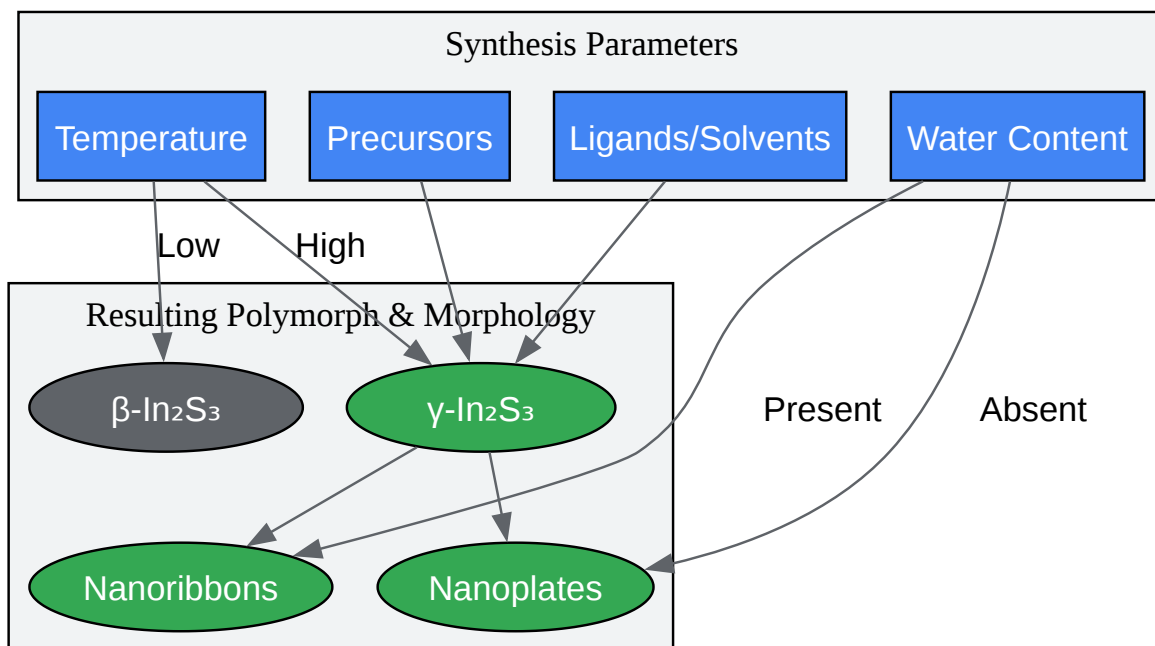 Synthesis Parameters
Temperature
Precursors
Ligands/Solvents
Water Content
Low
High
Resulting Polymorph & Morphology
β-In₂S₃
γ-In₂S₃
Present
Absent
Nanoribbons
Nanoplates